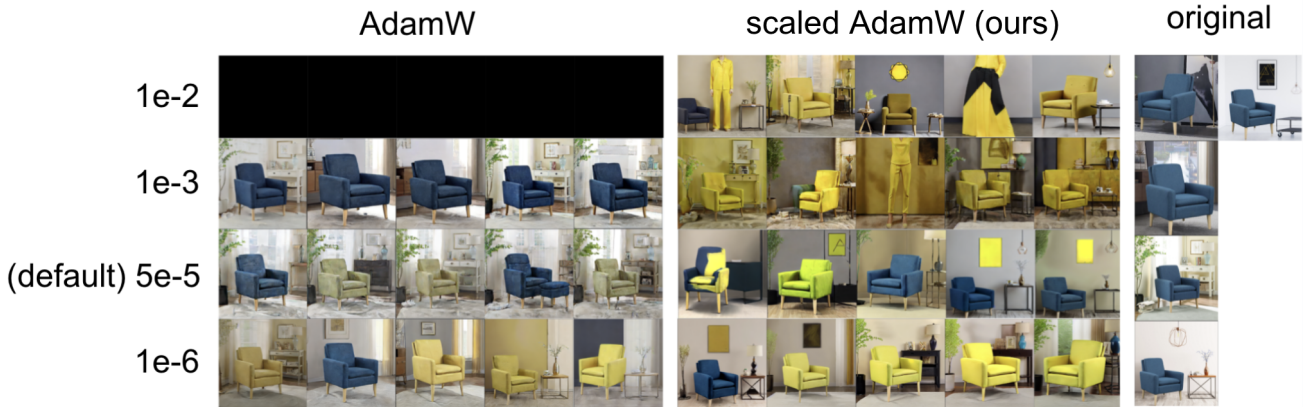 AdamW
scaled AdamW (ours)
original
1e-2
1e-3
(default) 5e-5
1e-6